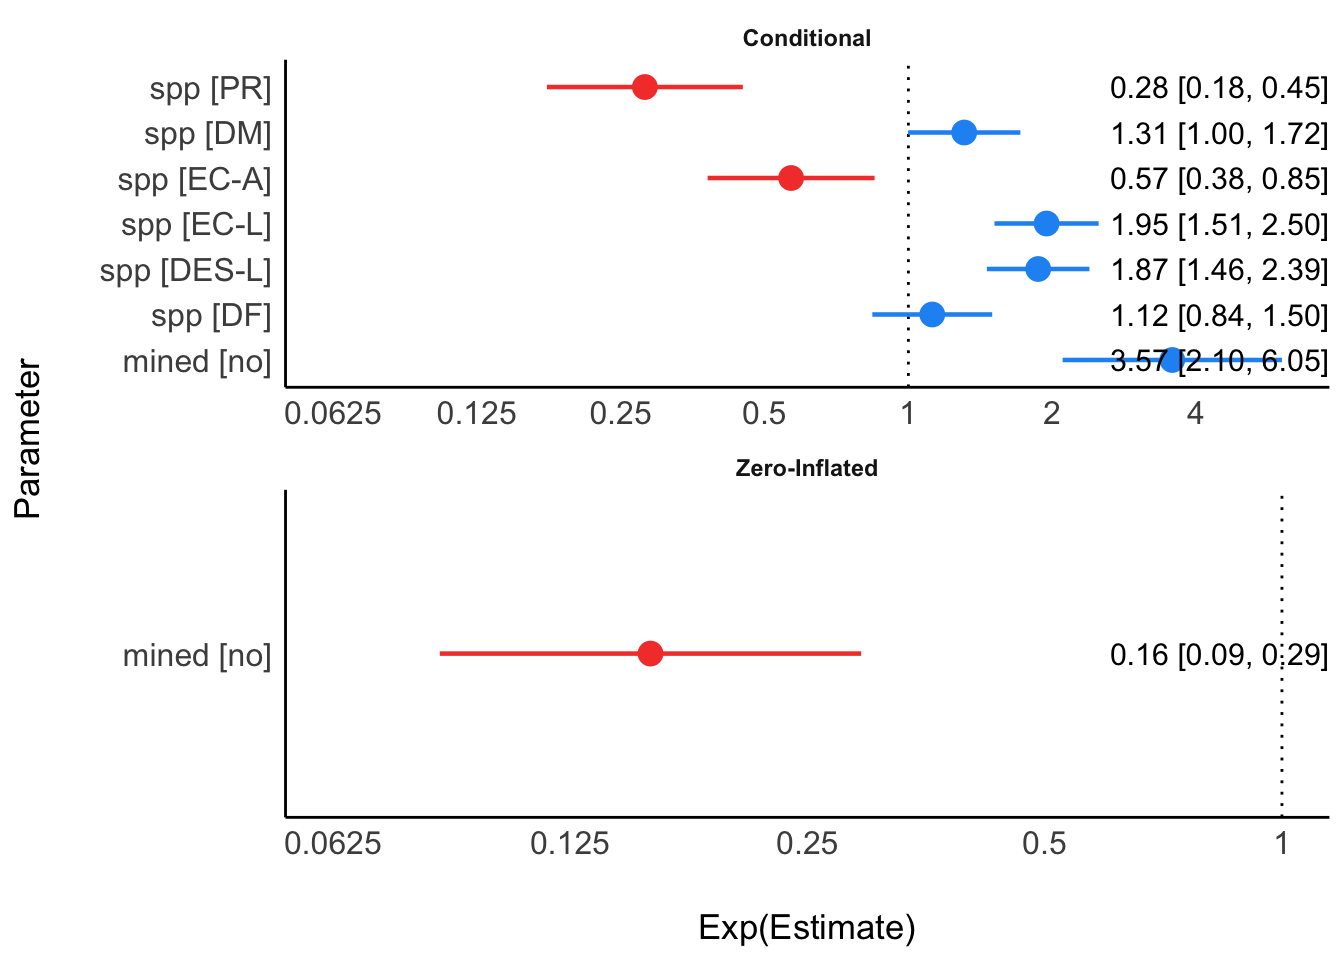 Conditional
spp [PR] 0.28 [0.18, 0.45]
spp [DM] 1.31 [1.00, 1.72]
spp [EC-A] 0.57 [0.38, 0.85]
spp [EC-L] 1.95 [1.51, 2.50]
spp [DES-L] 1.87 [1.46, 2.39]
spp [DF] 1.12 [0.84, 1.50]
mined [no] 3.57 [2.10, 6.05]
0.0625 0.125 0.25 0.5 1 2 4
Parameter
Zero-Inflated
mined [no] 0.16 [0.09, 0.29]
0.0625 0.125 0.25 0.5 1
Exp(Estimate)